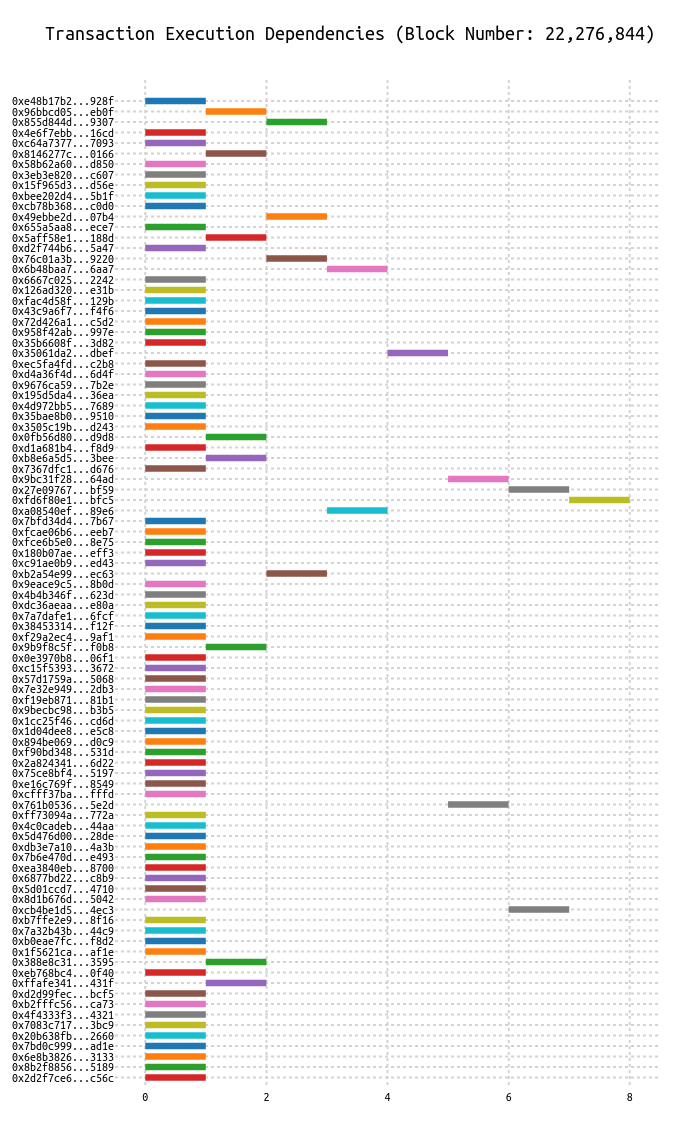 Transaction Execution Dependencies (Block Number: 22,276,844)
0xe48b17b2...928f
0x96bbcd05...eb0f
0x855d844d...9307
0x4e6f7ebb...16cd
0xc64a7377...7093
0x8146277c...0166
0x58b62a60...d850
0x3eb3e820...c607
0x15f965d3...d56e
0xbee202d4...5b1f
0xcb78b368...c0d0
0x49ebbe2d...07b4
0x655a5aa8...ece7
0x5aff58e1...188d
0xd2f744b6...5a47
0x76c01a3b...9220
0x6b48baa7...6aa7
0x6667c025...2242
0x126ad320...e31b
0xfac4d58f...129b
0x43c9a6f7...f4f6
0x72d426a1...c5d2
0x958f42ab...997e
0x35b6608f...3d82
0x35061da2...dbef
0xec5fa4fd...c2b8
0xd4a36f4d...6d4f
0x9676ca59...7b2e
0x195d5da4...36ea
0x4d972bb5...7689
0x35bae8b0...9510
0x3505c19b...d243
0x0fb56d80...d9d8
0xd1a681b4...f8d9
0xb8e6a5d5...3bee
0x7367dfc1...d676
0x9bc31f28...64ad
0x27e09767...bf59
0xfd6f80e1...bfc5
0xa08540ef...89e6
0x7bfd34d4...7b67
0xfcae06b6...eeb7
0xfce6b5e0...8e75
0x180b07ae...eff3
0xc91ae0b9...ed43
0xb2a54e99...ec63
0x9eace9c5...8b0d
0x4b4b346f...623d
0xdc36aeaa...e80a
0x7a7dafe1...6fcf
0x38453314...f12f
0xf29a2ec4...9af1
0x9b9f8c5f...f0b8
0x0e3970b8...06f1
0xc15f5393...3672
0x57d1759a...5068
0x7e32e949...2db3
0xf19eb871...81b1
0x9becbc98...b3b5
0x1cc25f46...cd6d
0x1d04dee8...e5c8
0x894be069...d0c9
0xf90bd348...531d
0x2a824341...6d22
0x75ce8bf4...5197
0xe16c769f...8549
0xcfff37ba...fffd
0x761b0536...5e2d
0xff73094a...772a
0x4c0cadeb...44aa
0x5d476d00...28de
0xdb3e7a10...4a3b
0x7b6e470d...e493
0xea3840eb...8700
0x6877bd22...c8b9
0x5d01ccd7...4710
0x8d1b676d...5042
0xcb4be1d5...4ec3
0xb7ffe2e9...8f16
0x7a32b43b...44c9
0xb0eae7fc...f8d2
0x1f5621ca...af1e
0x388e8c31...3595
0xeb768bc4...0f40
0xffafe341...431f
0xd2d99fec...bcf5
0xb2fffc56...ca73
0x4f4333f3...4321
0x7083c717...3bc9
0x20b638fb...2660
0x7bd0c999...ad1e
0x6e8b3826...3133
0x8b2f8856...5189
0x2d2f7ce6...c56c
0 2 4 6 8